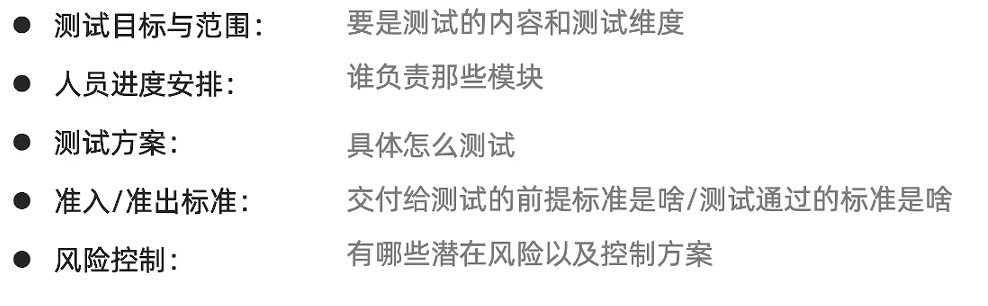 ● 测试目标与范围： 要是测试的内容和测试维度
● 人员进度安排： 谁负责那些模块
● 测试方案： 具体怎么测试
● 准入/准出标准： 交付给测试的前提标准是啥/测试通过的标准是啥
● 风险控制： 有哪些潜在风险以及控制方案